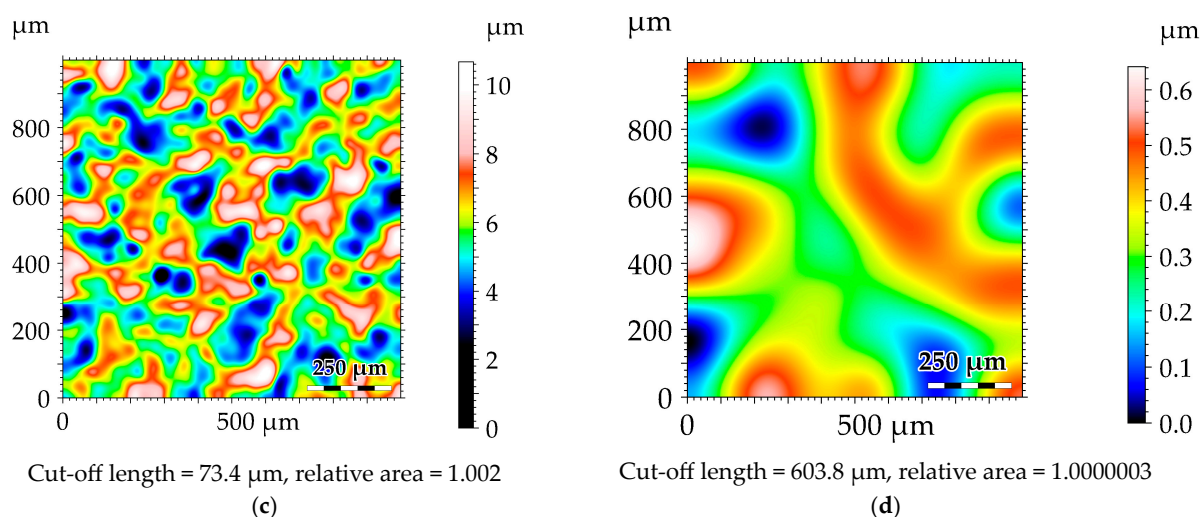 µm
µm
10
800
8
600
6
400
4
200
2
250 µm
0
0
0
500 µm
Cut-off length = 73.4 µm, relative area = 1.002
(c)
µm
µm
0.6
800
0.5
600
0.4
0.3
400
0.2
200
0.1
250 µm
0
0.0
0
500 µm
Cut-off length = 603.8 µm, relative area = 1.0000003
(d)